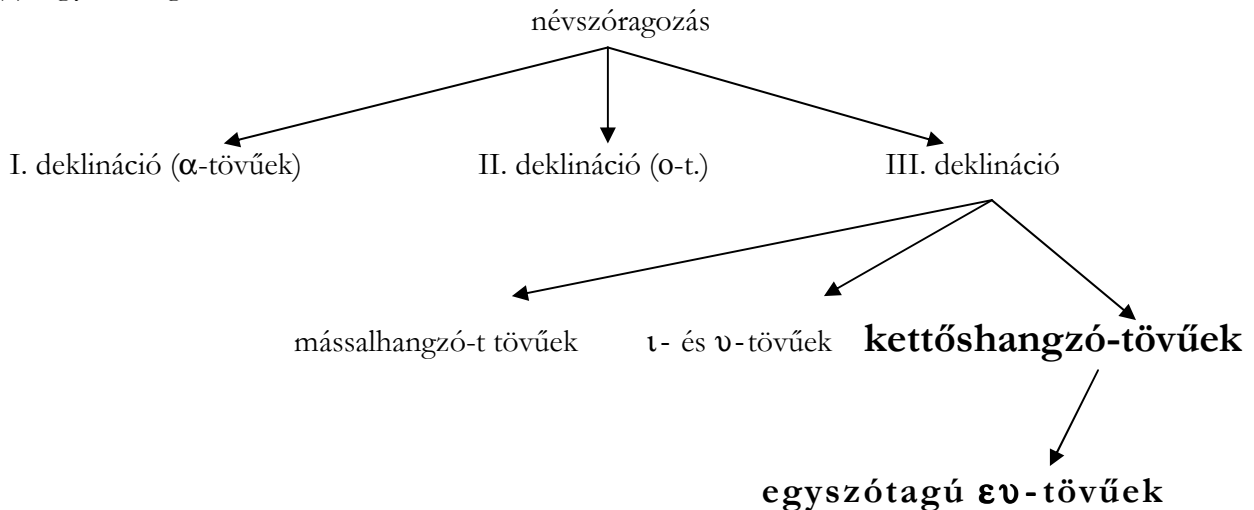 névszóragozás
I. deklináció (α-tövűek) II. deklináció (ο-t.) III. deklináció
mássalhangzó-t tövűek ι- és υ-tövűek kettőshangzó-tövűek
egyszótagú ευ-tövűek